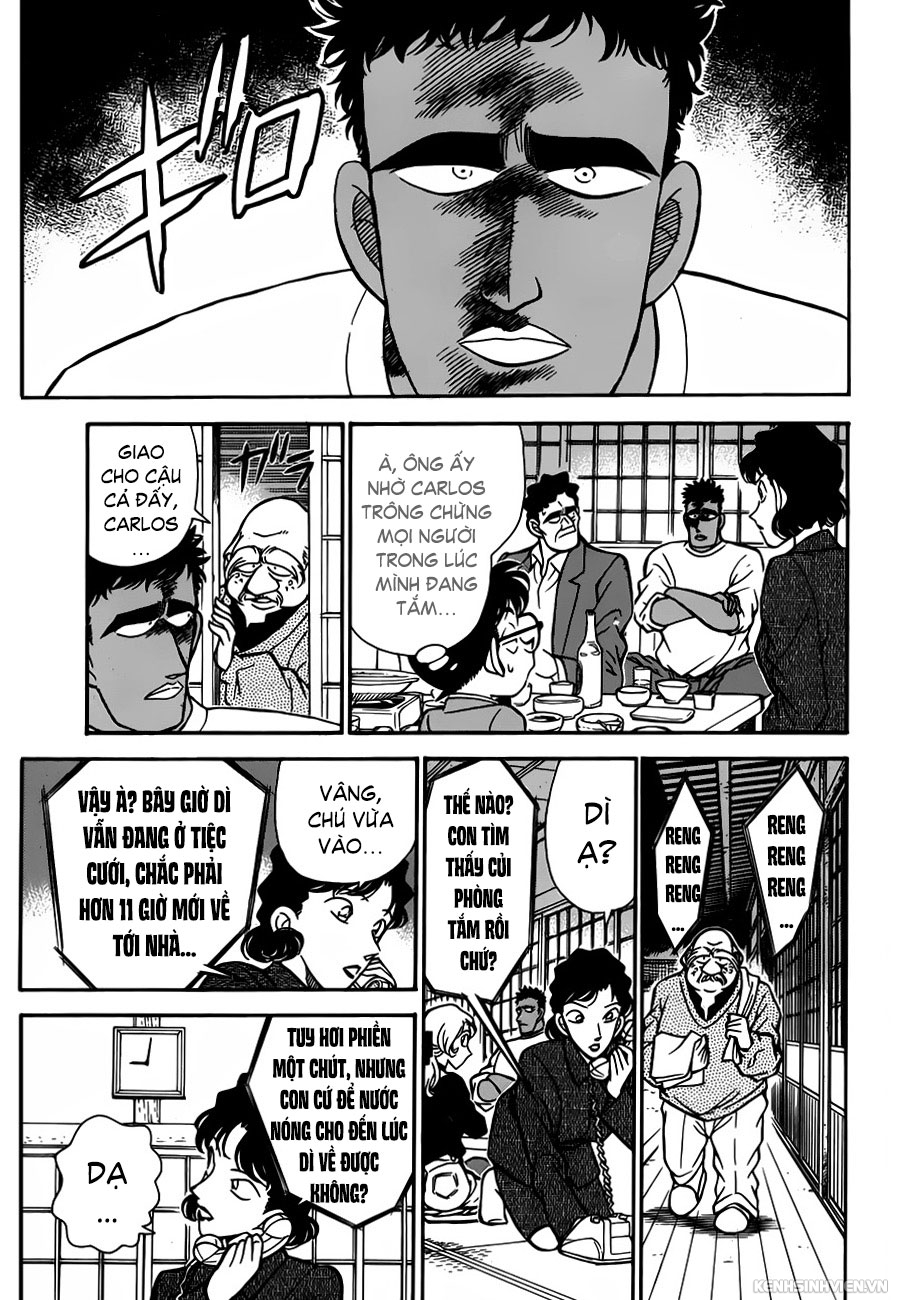 ギロ
À, ÔNG ẤY
NHỜ CARLOS
TRÔNG CHỪNG
MỌI NGƯỜI
TRONG LÚC
MÌNH ĐANG
TẮM...
GIAO
CHO CẬU
CẢ ĐẤY,
CARLOS
...
ガラ
RENG
RENG
RENG
...
RENG
RENG
RENG
...
DÌ
Ạ?
THẾ NÀO?
CON TÌM
THẤY CỦI
PHÒNG
TẮM RỒI
CHỨ?
VÂNG,
CHÚ VỪA
VÀO...
VẬY À? BÂY GIỜ DÌ
VẪN ĐANG Ở TIỆC
CƯỚI, CHẮC PHẢI
HƠN 11 GIỜ MỚI VỀ
TỚI NHÀ...
TUY HƠI PHIỀN
MỘT CHÚT, NHƯNG
CON CỨ ĐỂ NƯỚC
NÓNG CHO ĐẾN LÚC
DÌ VỀ ĐƯỢC
KHÔNG?
DẠ
...
KENHSINHVIEN.VN